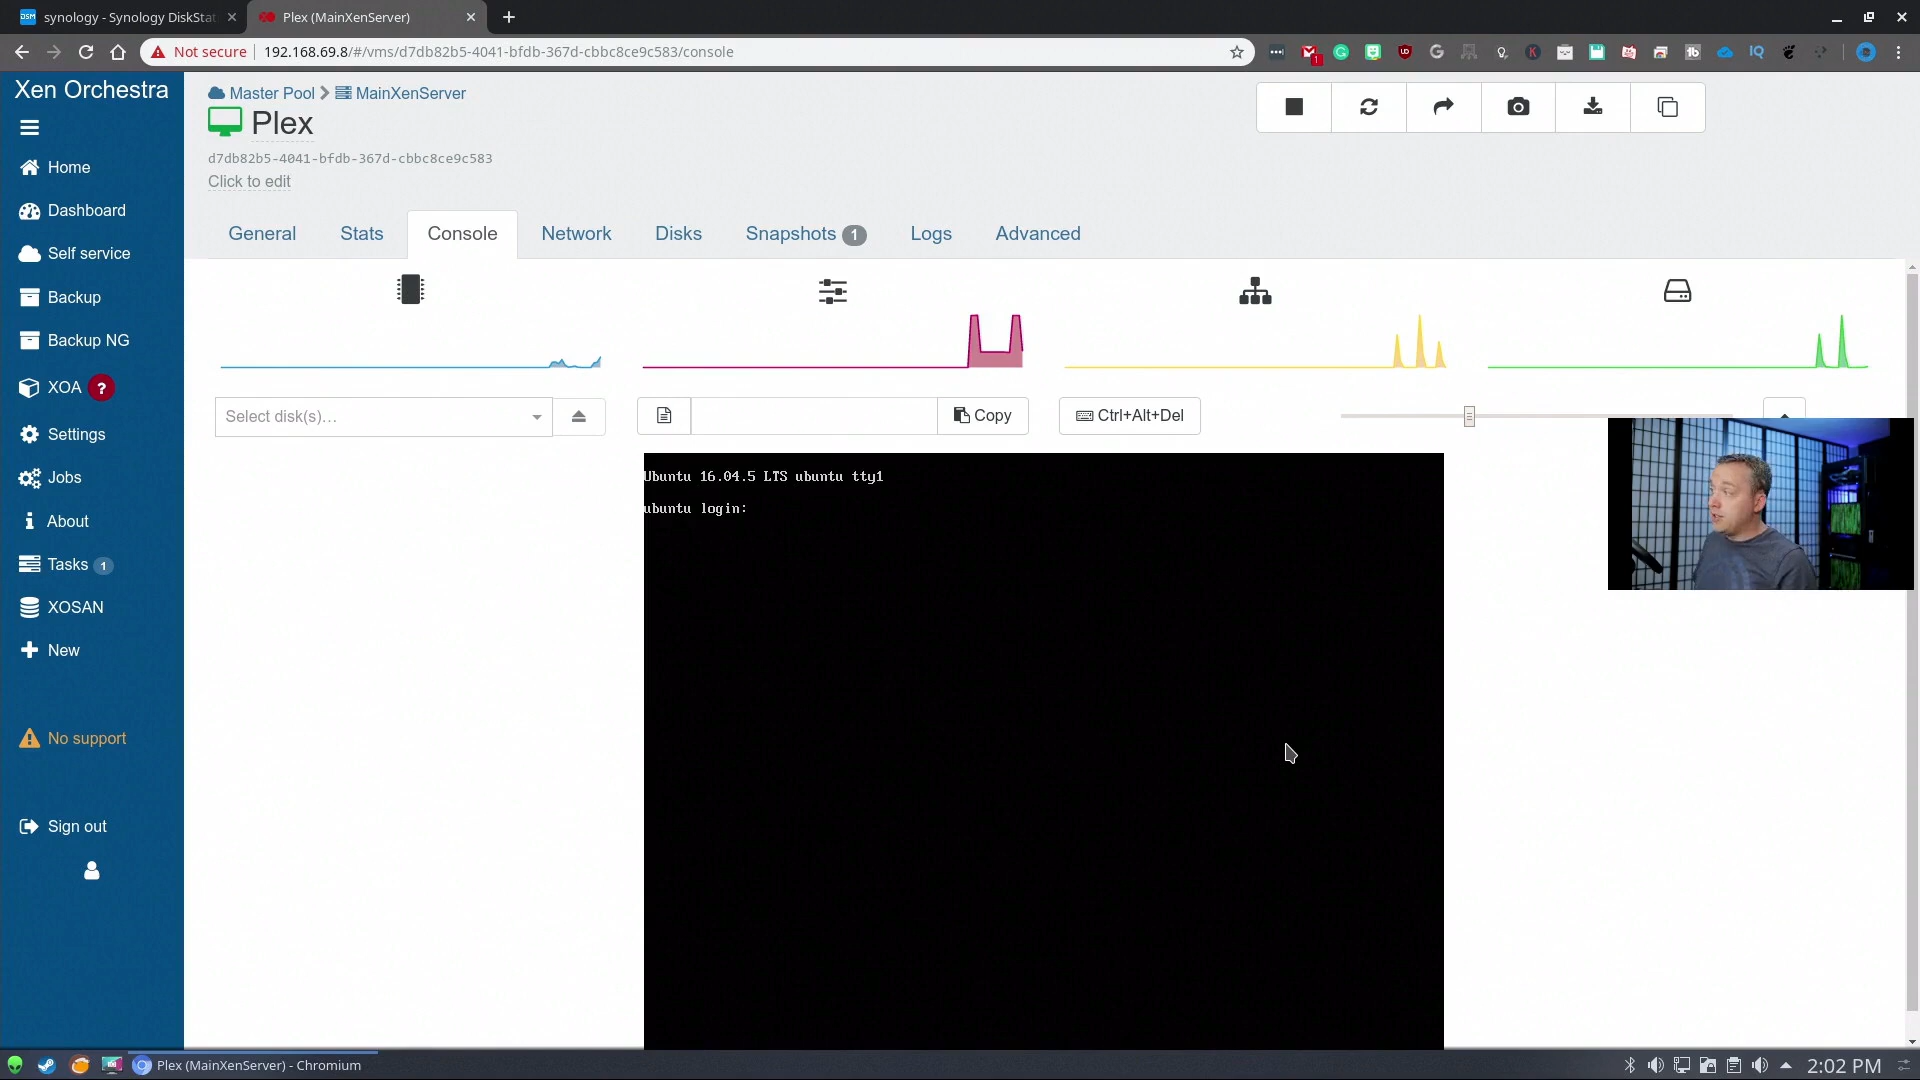 synology - Synology DiskStat
Plex (MainXenServer)
Not secure
192.168.69.8/#/vms/d7db82b5-4041-bfdb-367d-cbbc8ce9c583/console
Xen Orchestra
Home
Dashboard
Self service
Backup
Backup NG
XOA ?
Settings
Jobs
About
Tasks 1
XOSAN
New
No support
Sign out
Master Pool
MainXenServer
Plex
d7db82b5-4041-bfdb-367d-cbbc8ce9c583
Click to edit
General
Stats
Console
Network
Disks
Snapshots 1
Logs
Advanced
Select disk(s)…
Copy
Ctrl+Alt+Del
Ubuntu 16.04.5 LTS ubuntu tty1
ubuntu login:
Plex (MainXenServer) - Chromium
2:02 PM